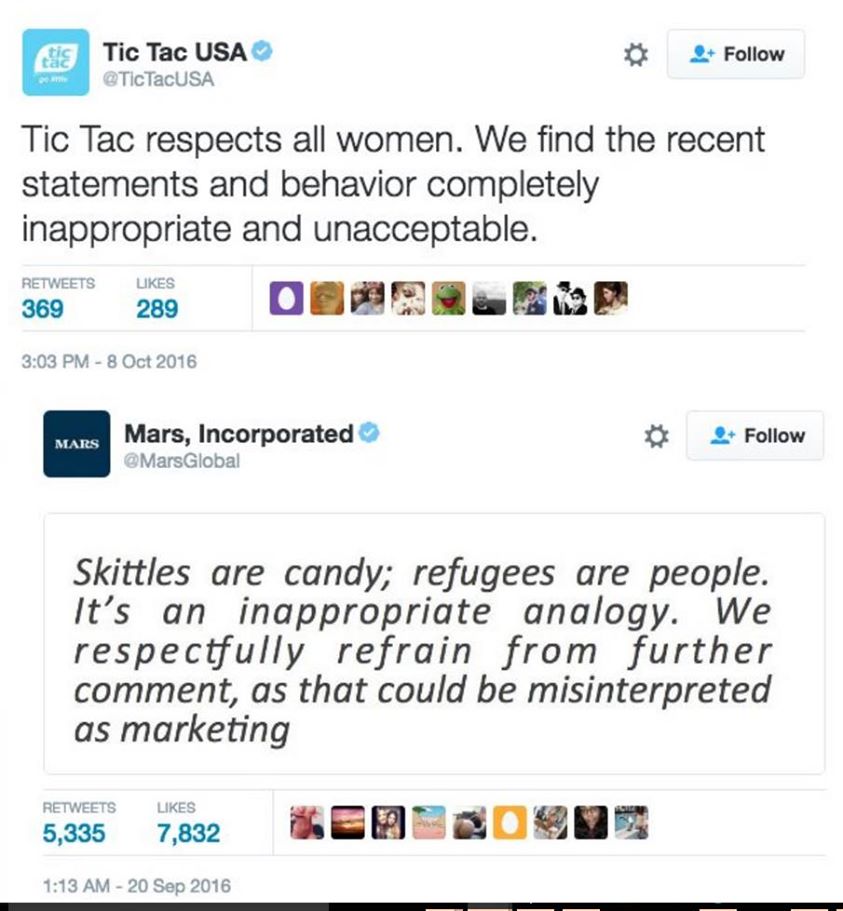 tic
tac
Tic Tac USA
@TicTacUSA
Follow
Tic Tac respects all women. We find the recent
statements and behavior completely
inappropriate and unacceptable.
RETWEETS LIKES
369 289
3:03 PM - 8 Oct 2016
MARS
Mars, Incorporated
@MarsGlobal
Follow
Skittles are candy; refugees are people.
It's an inappropriate analogy. We
respectfully refrain from further
comment, as that could be misinterpreted
as marketing
RETWEETS LIKES
5,335 7,832
1:13 AM - 20 Sep 2016